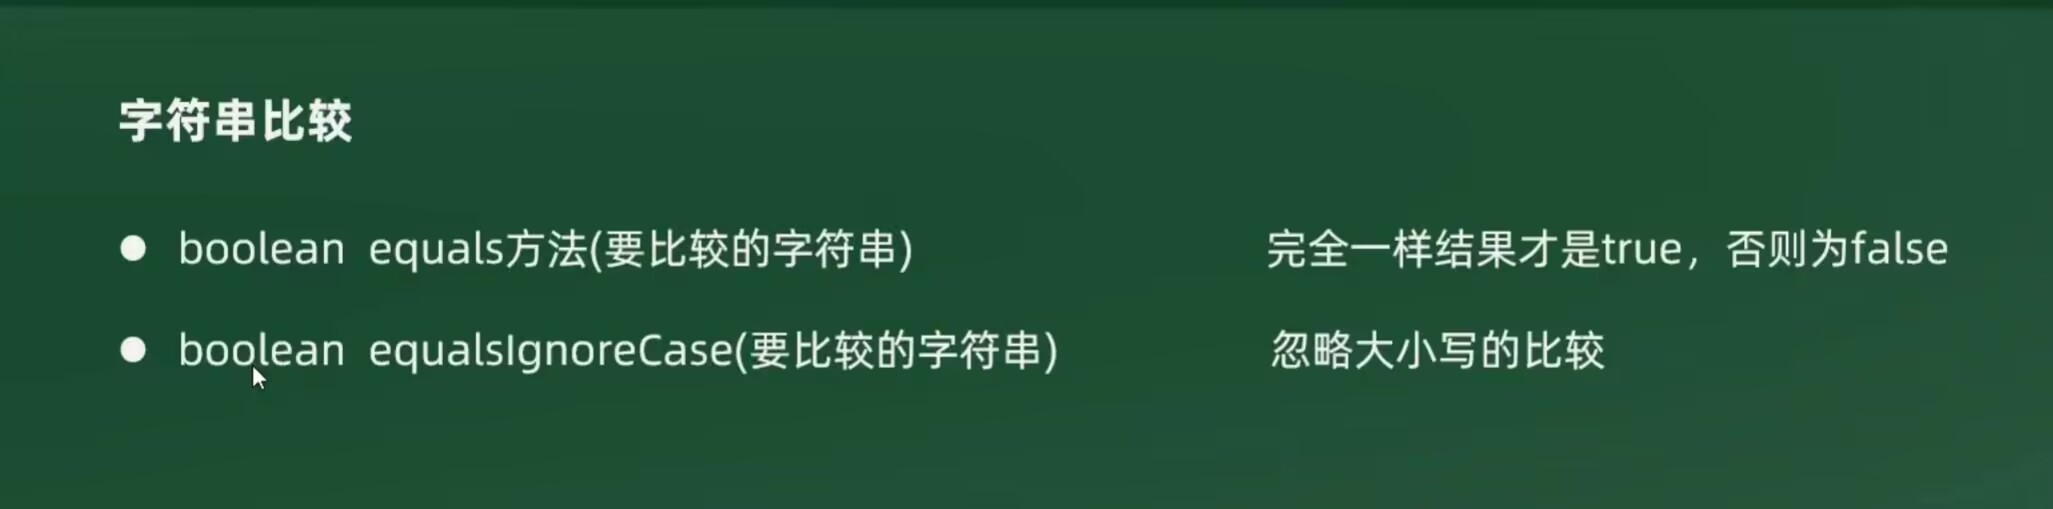 字符串比较
● boolean equals方法(要比较的字符串) 完全一样结果才是true，否则为false
● boolean equalsIgnoreCase(要比较的字符串) 忽略大小写的比较